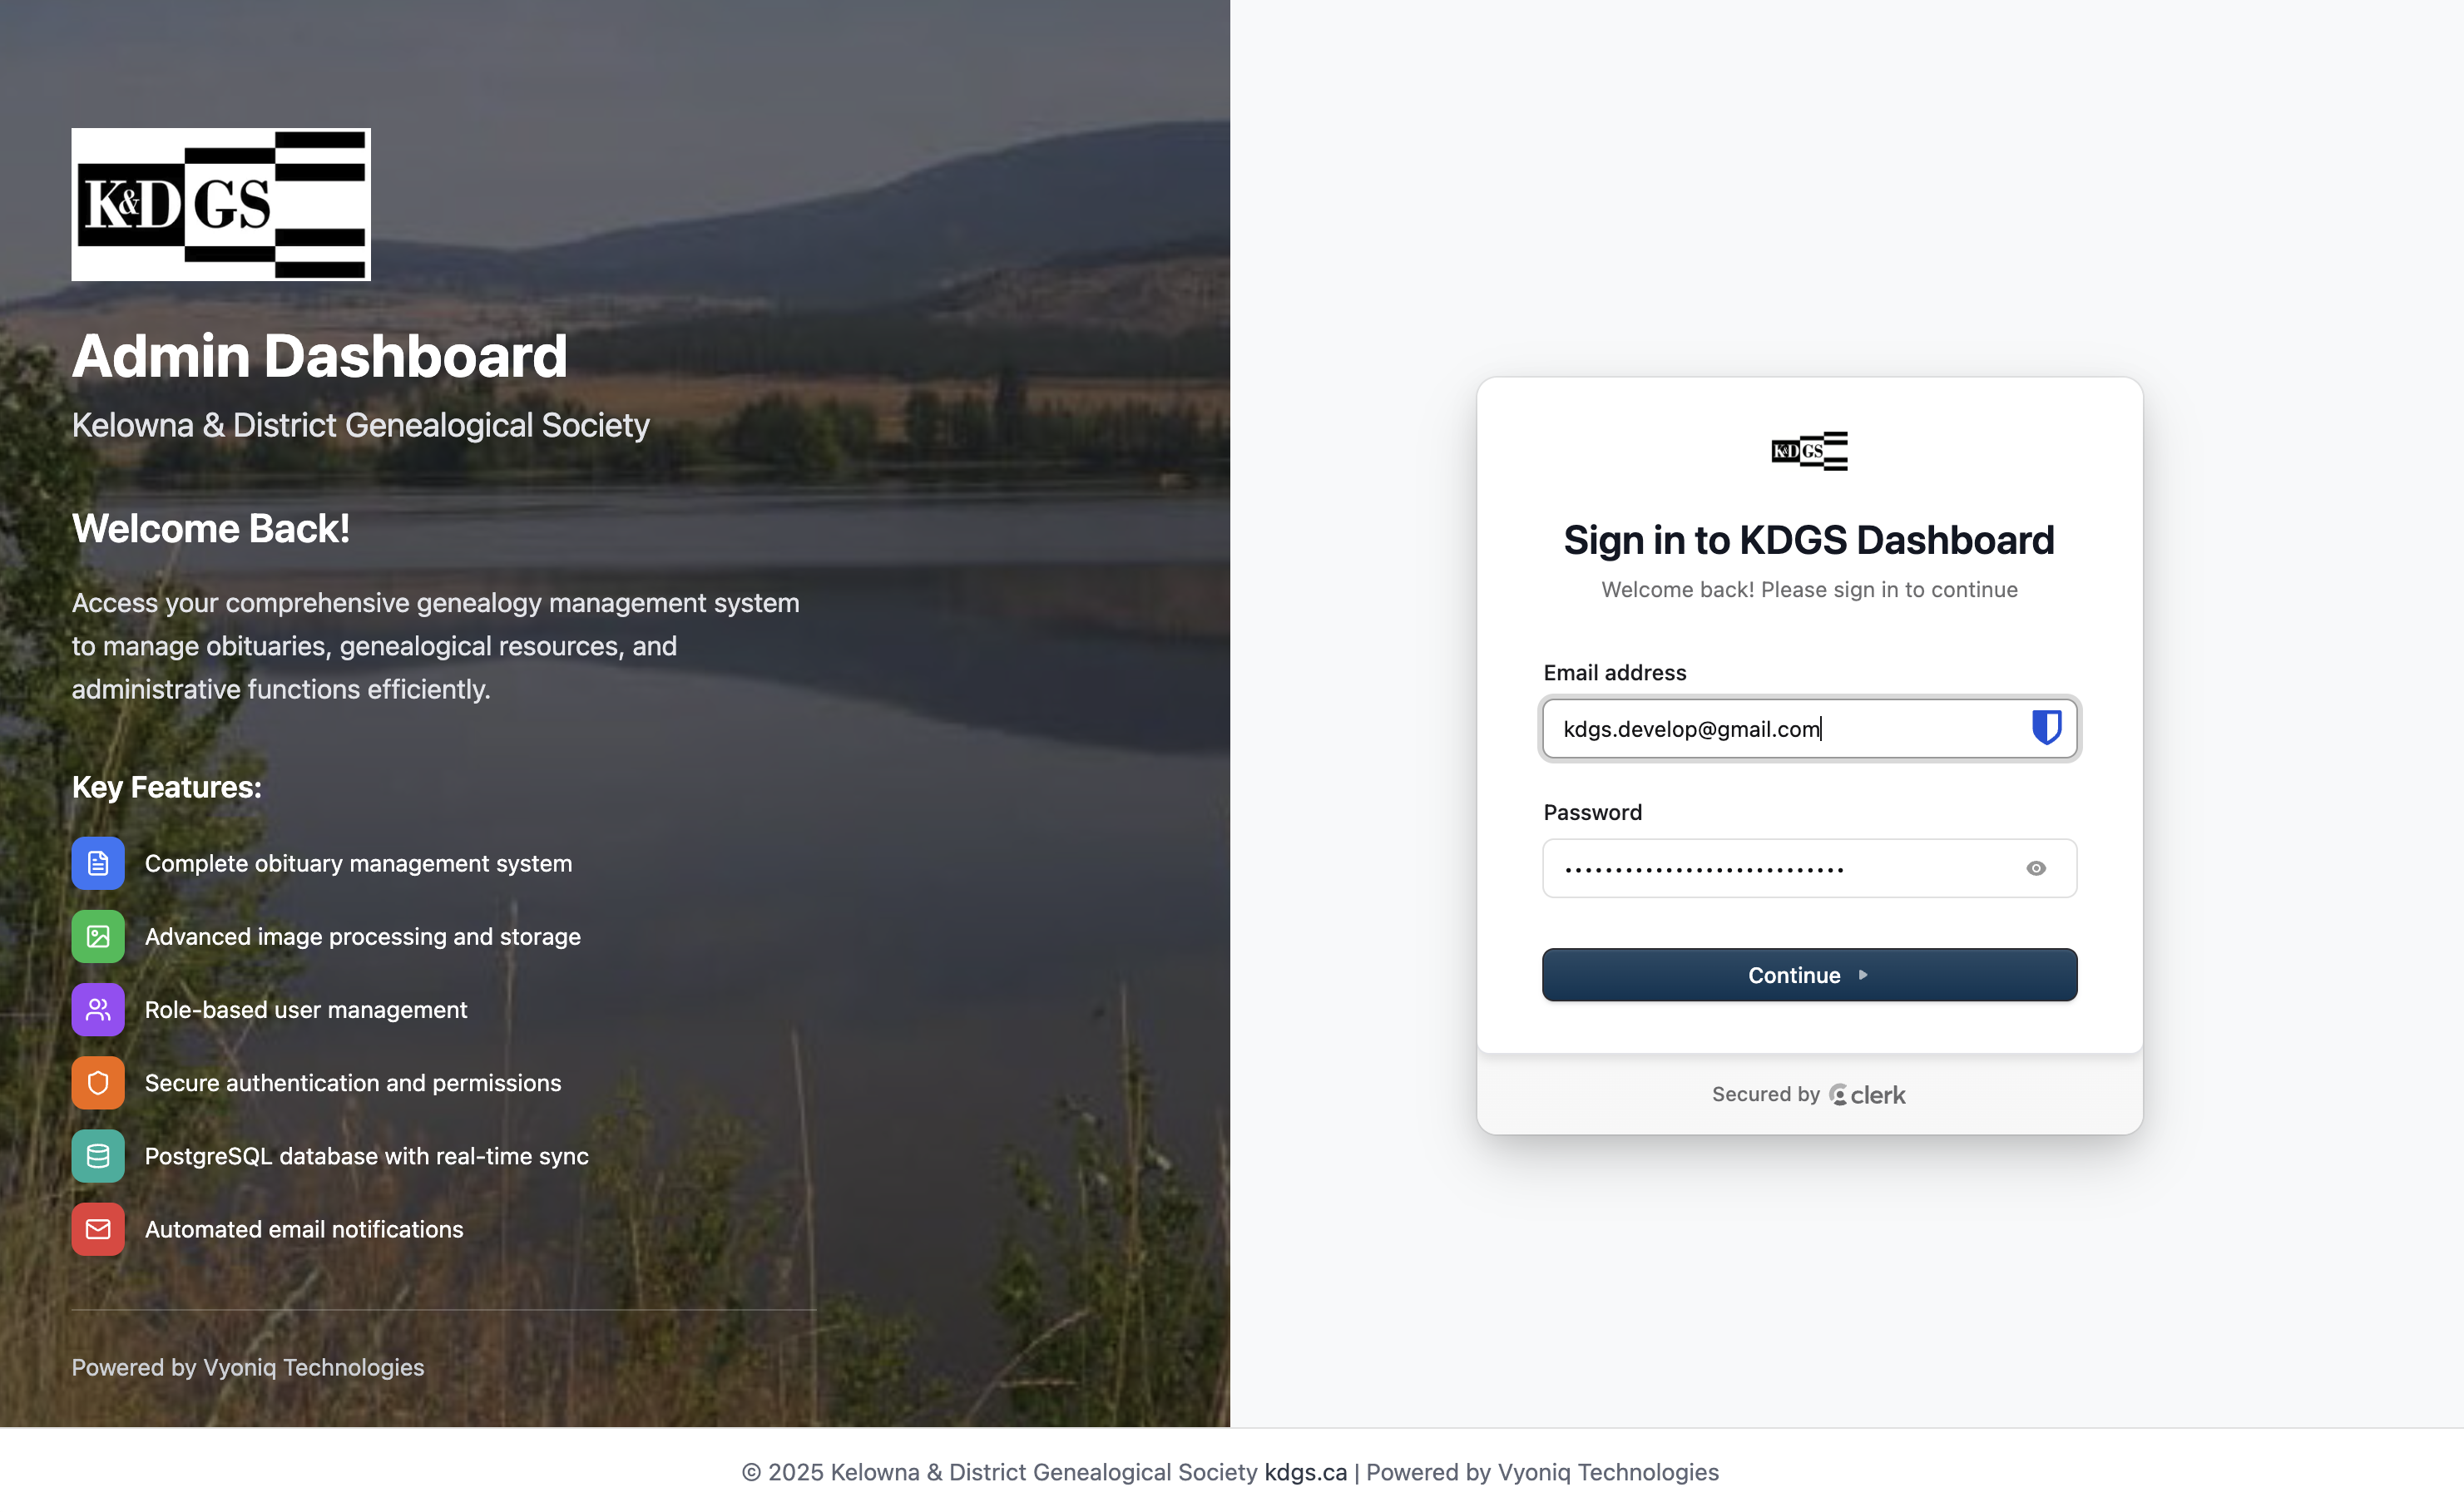 K&D GS
Admin Dashboard
Kelowna & District Genealogical Society
Welcome Back!
Access your comprehensive genealogy management system
to manage obituaries, genealogical resources, and
administrative functions efficiently.
Key Features:
Complete obituary management system
Advanced image processing and storage
Role-based user management
Secure authentication and permissions
PostgreSQL database with real-time sync
Automated email notifications
Powered by Vyoniq Technologies
K&D GS
Sign in to KDGS Dashboard
Welcome back! Please sign in to continue
Email address
kdgs.develop@gmail.com
Password
••••••••••••••••••••••••••••
Continue
Secured by clerk
© 2025 Kelowna & District Genealogical Society kdgs.ca | Powered by Vyoniq Technologies